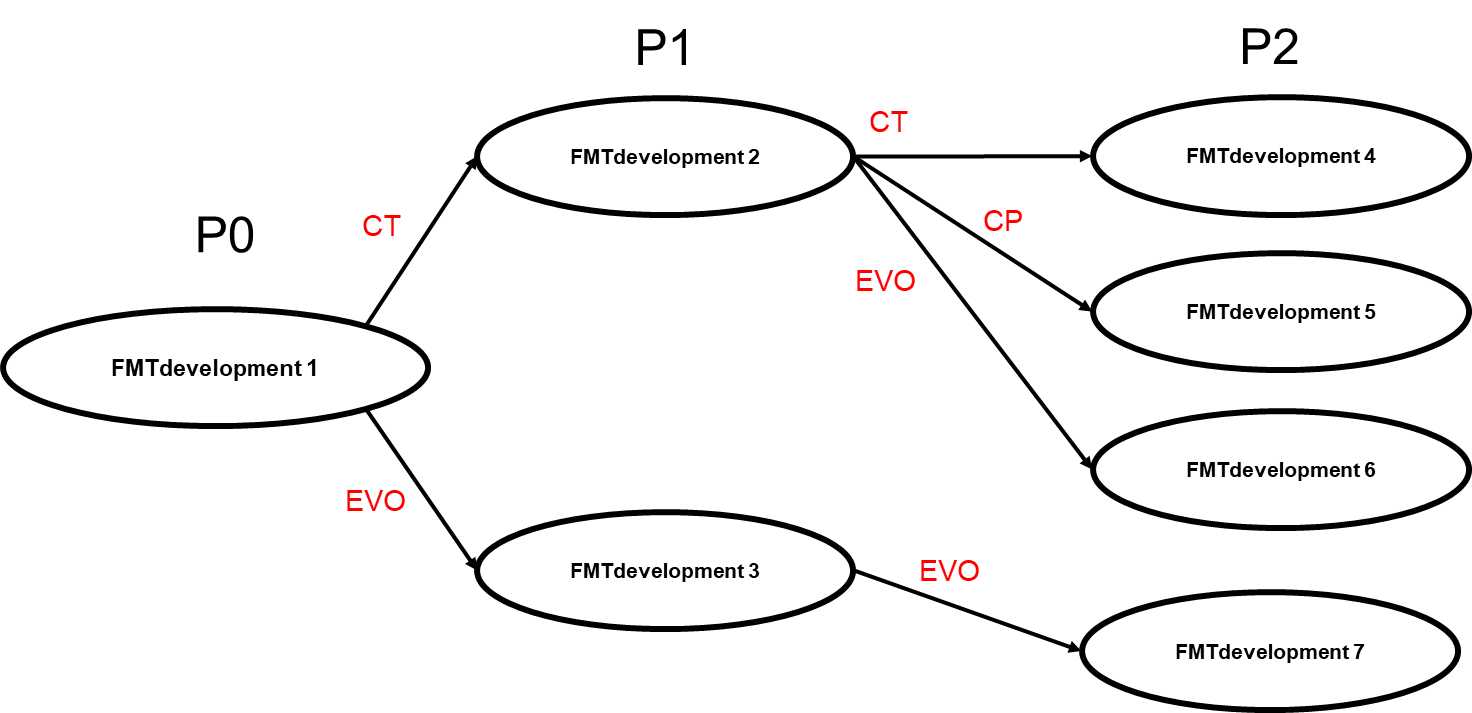 P0
P1
P2
FMTdevelopment 1
CT
EVO
FMTdevelopment 2
FMTdevelopment 3
CT
CP
EVO
EVO
FMTdevelopment 4
FMTdevelopment 5
FMTdevelopment 6
FMTdevelopment 7